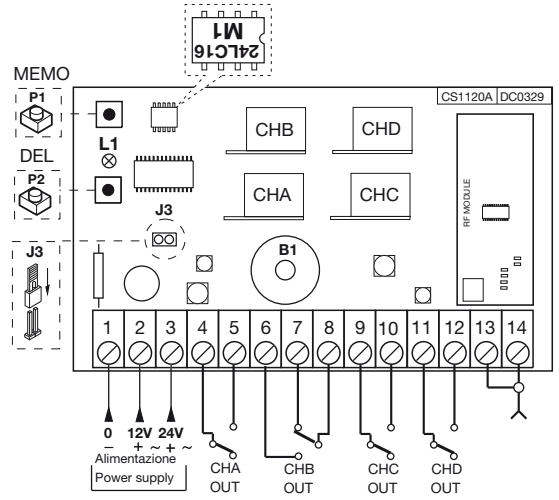 24LC16
M1
MEMO
P1
CS1120A DC0329
CHB CHD
L1
DEL
P2
RF MODULE
CHA CHC
J3
B1
J3
1 2 3 4 5 6 7 8 9 10 11 12 13 14
0 12V 24V
– + ~ + ~
Alimentazione
Power supply
CHA
OUT
CHB
OUT
CHC
OUT
CHD
OUT